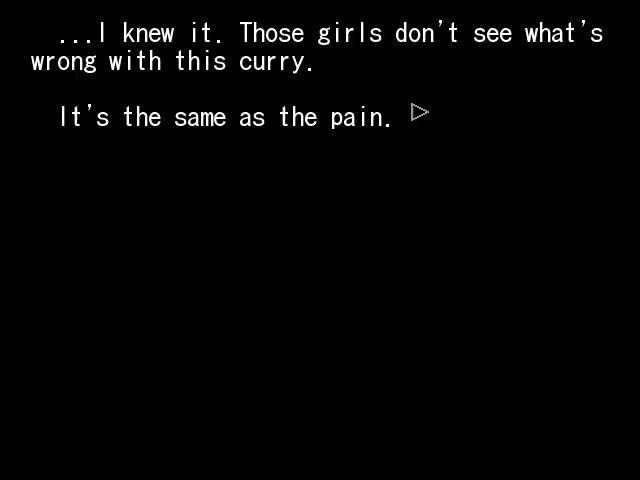 ...I knew it. Those girls don't see what's
wrong with this curry.
It's the same as the pain.